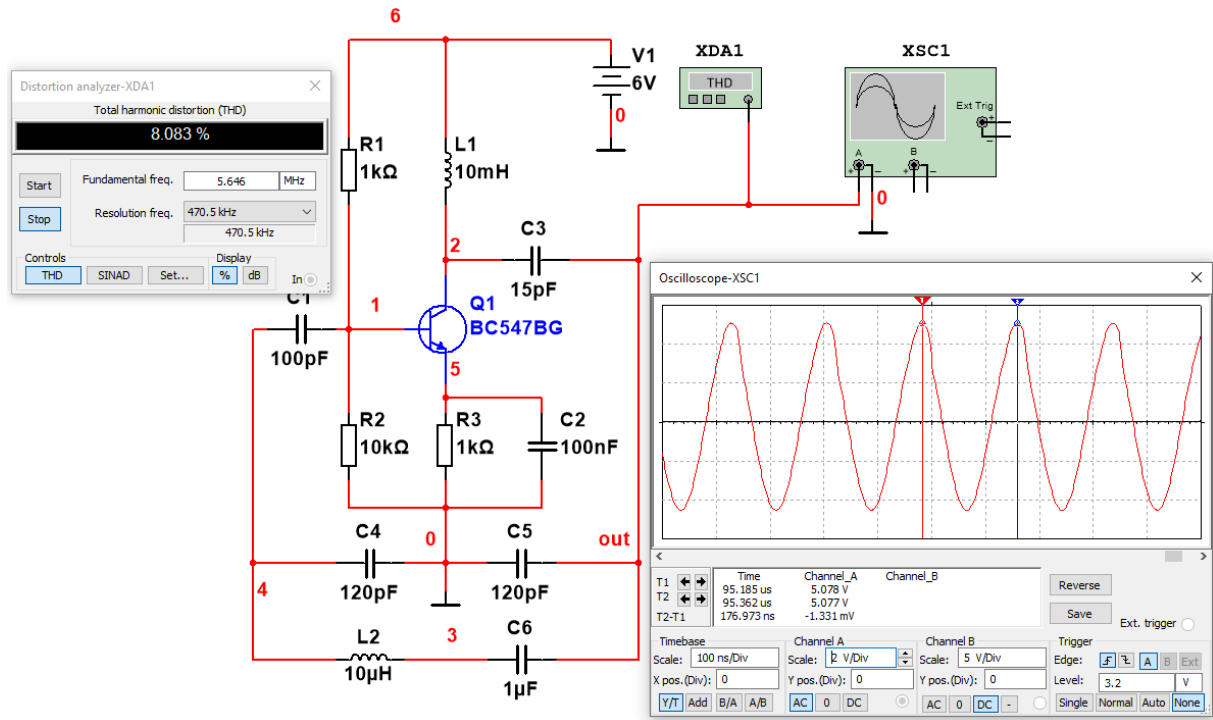 6
V1
6V
0
XDA1
THD
XSC1
Ext Trig
+
-
A
B
+ - + -
0
Distortion analyzer-XDA1
Total harmonic distortion (THD)
8.083 %
Start
Stop
Fundamental freq. 5.646 MHz
Resolution freq. 470.5 kHz
470.5 kHz
Controls
THD SINAD Set...
Display
% dB
In
R1
1kΩ
L1
10mH
2
C3
15pF
C1
100pF
1
Q1
BC547BG
5
R2
10kΩ
R3
1kΩ
C2
100nF
C4
120pF
0
C5
120pF
out
4
L2
10µH
3
C6
1µF
Oscilloscope-XSC1
1
2
Time Channel_A Channel_B
T1 95.185 us 5.078 V
T2 95.362 us 5.077 V
T2-T1 176.973 ns -1.331 mV
Reverse
Save
Ext. trigger
Timebase
Scale: 100 ns/Div
X pos.(Div): 0
Y/T Add B/A A/B
Channel A
Scale: 2 V/Div
Y pos.(Div): 0
AC 0 DC
Channel B
Scale: 5 V/Div
Y pos.(Div): 0
AC 0 DC -
Trigger
Edge: A B Ext
Level: 3.2 V
Single Normal Auto None